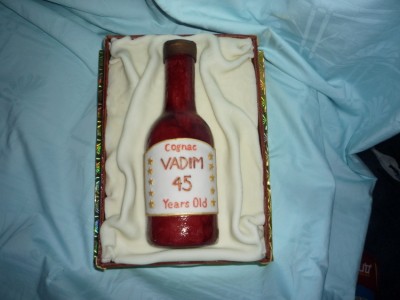 Cognac
VADIM
45
Years Old